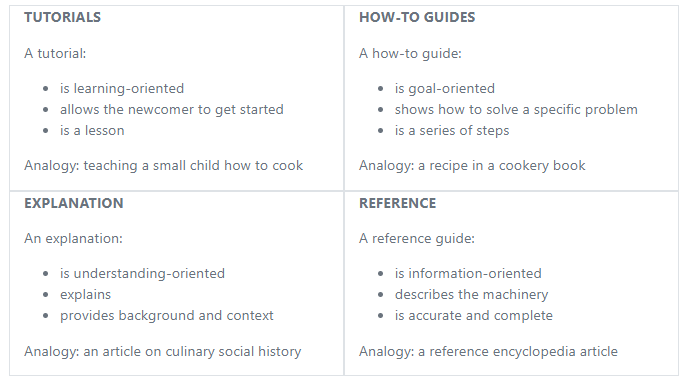 TUTORIALS
A tutorial:
• is learning-oriented
• allows the newcomer to get started
• is a lesson
Analogy: teaching a small child how to cook
HOW-TO GUIDES
A how-to guide:
• is goal-oriented
• shows how to solve a specific problem
• is a series of steps
Analogy: a recipe in a cookery book
EXPLANATION
An explanation:
• is understanding-oriented
• explains
• provides background and context
Analogy: an article on culinary social history
REFERENCE
A reference guide:
• is information-oriented
• describes the machinery
• is accurate and complete
Analogy: a reference encyclopedia article